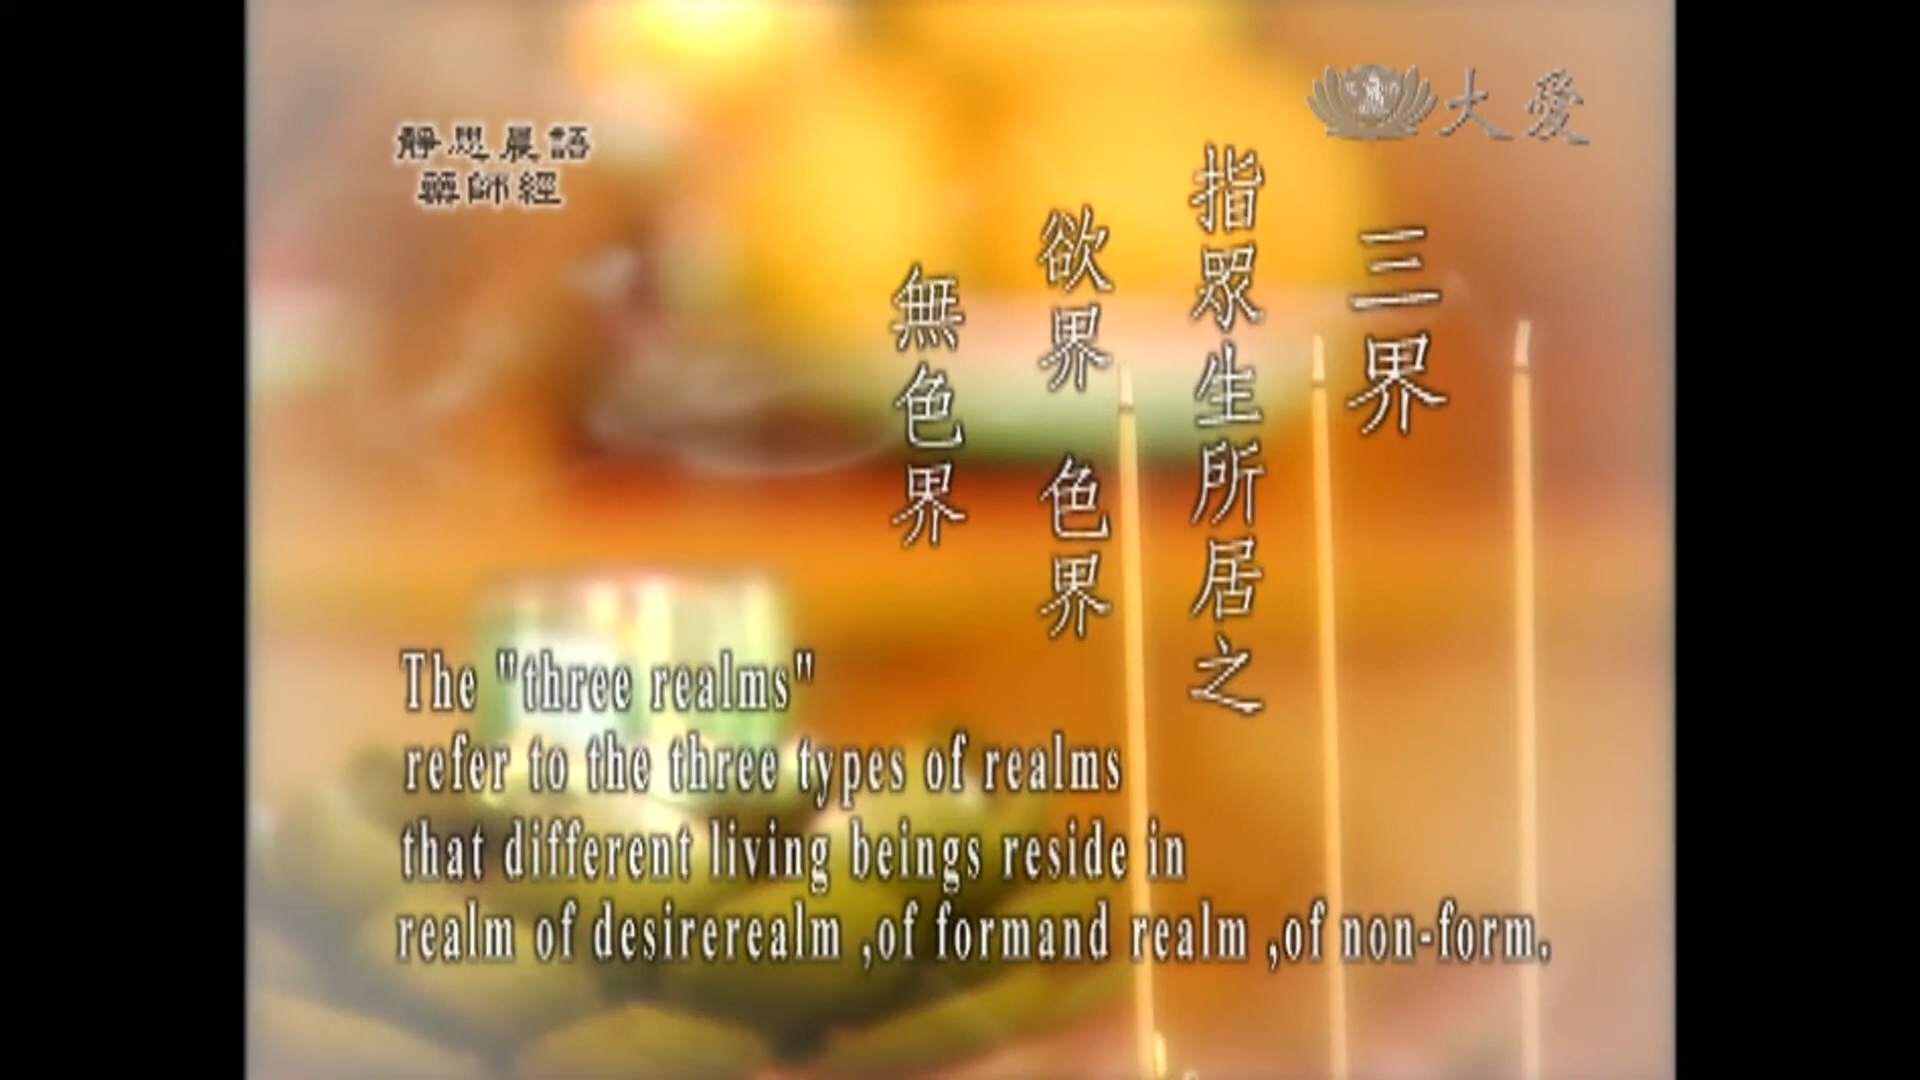 靜思晨語
藥師經
大愛
三界
指眾生所居之
欲界 色界
無色界
The "three realms"
refer to the three types of realms
that different living beings reside in
realm of desirerealm ,of formand realm ,of non-form.